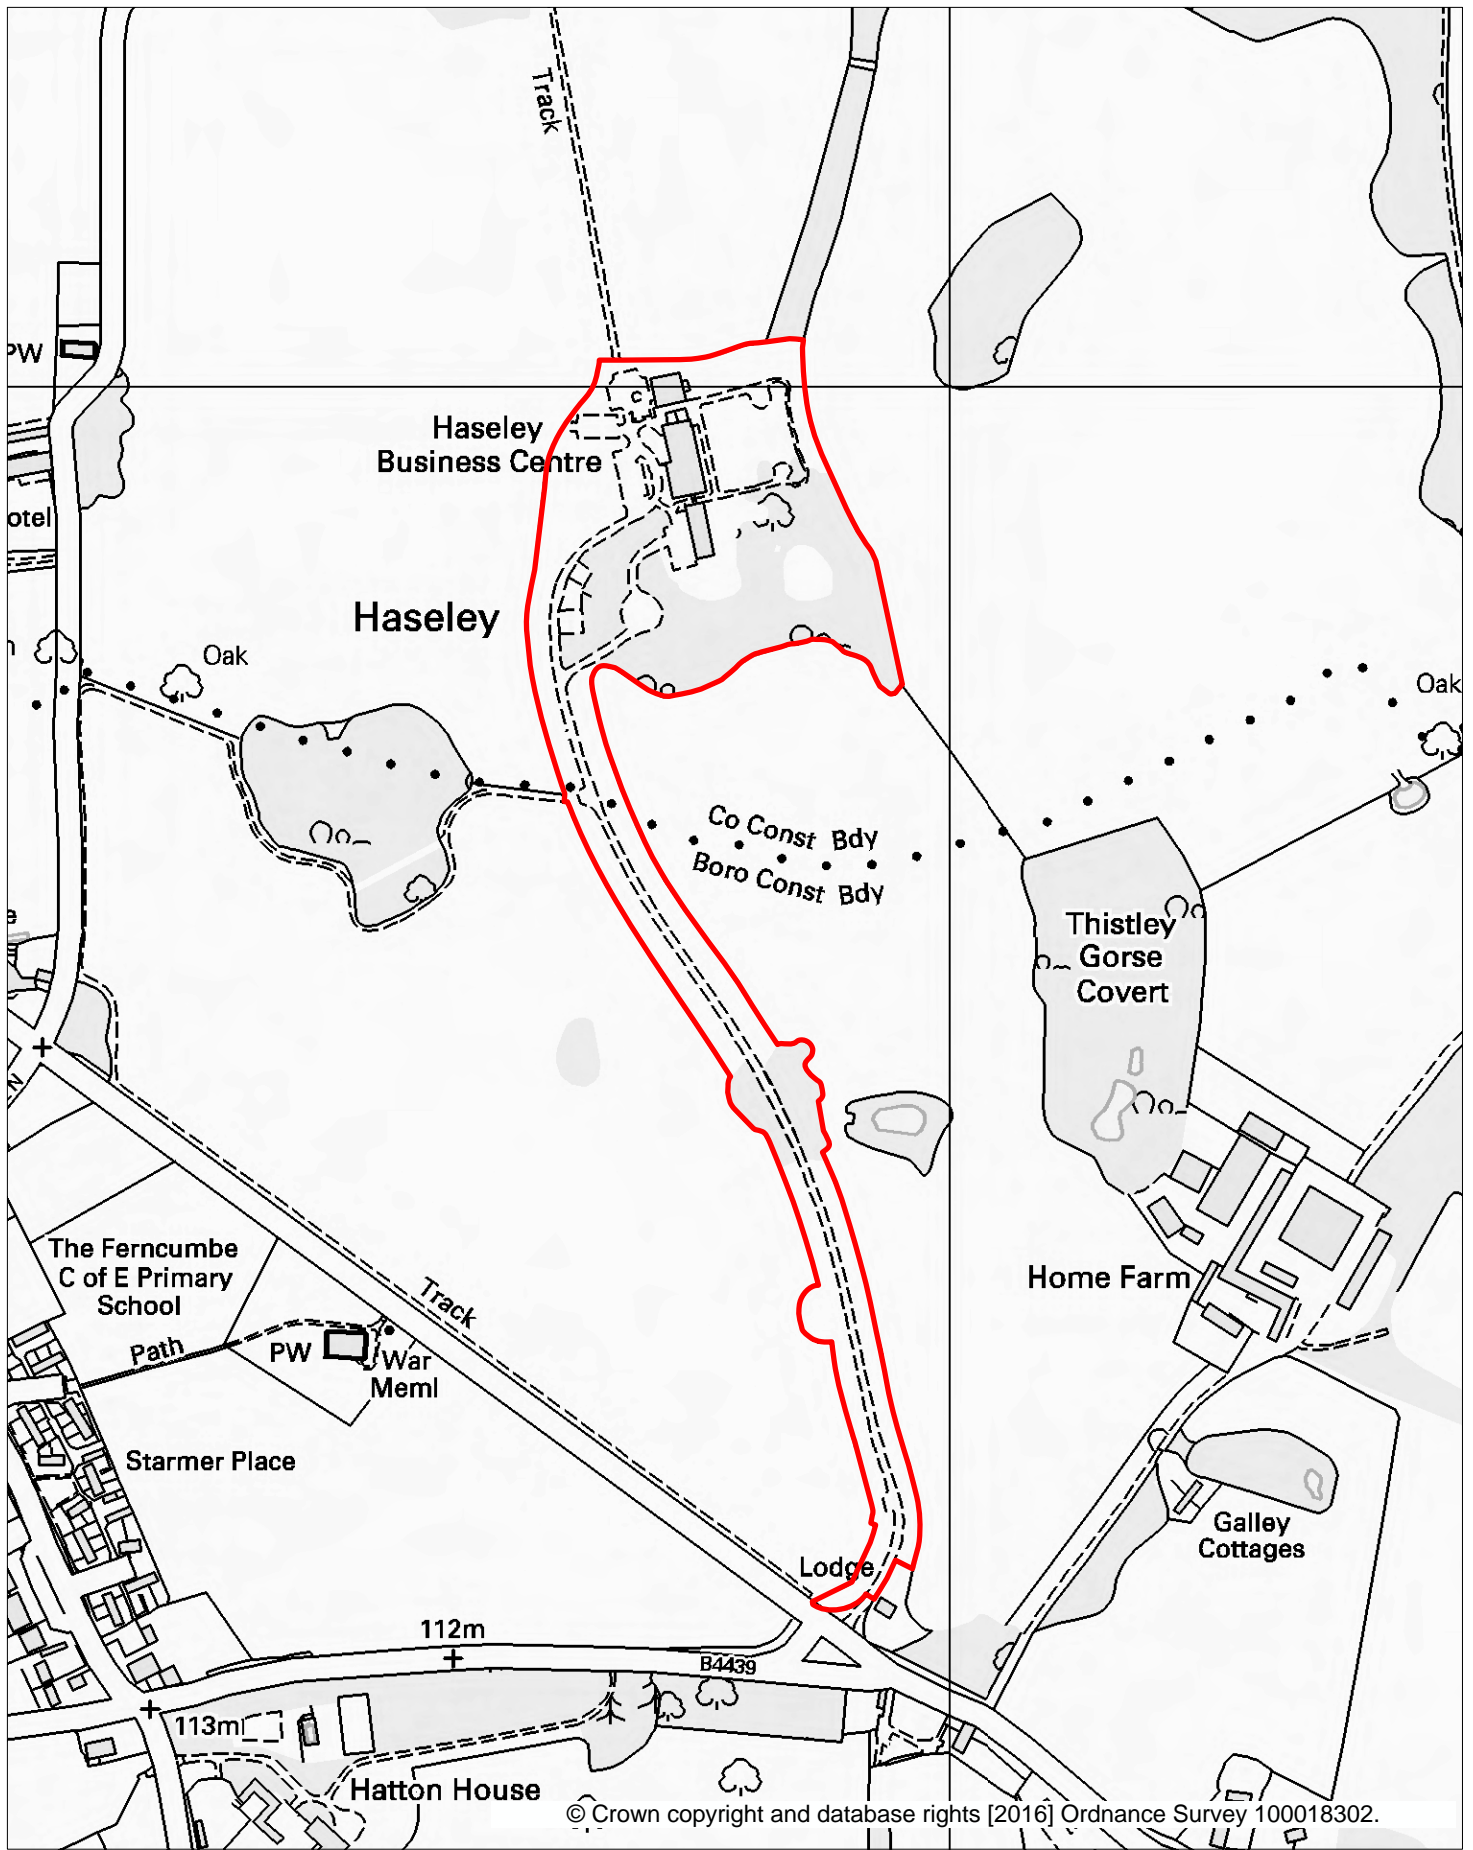 Track
PW
Haseley
Business Centre
otel
Haseley
Oak
Oak
Co Const Bdy
Boro Const Bdy
Thistley
Gorse
Covert
The Ferncumbe
C of E Primary
School
Track
Path
PW
War
Meml
Home Farm
Starmer Place
Galley
Cottages
Lodge
112m
B4439
113m
Hatton House
© Crown copyright and database rights [2016] Ordnance Survey 100018302.